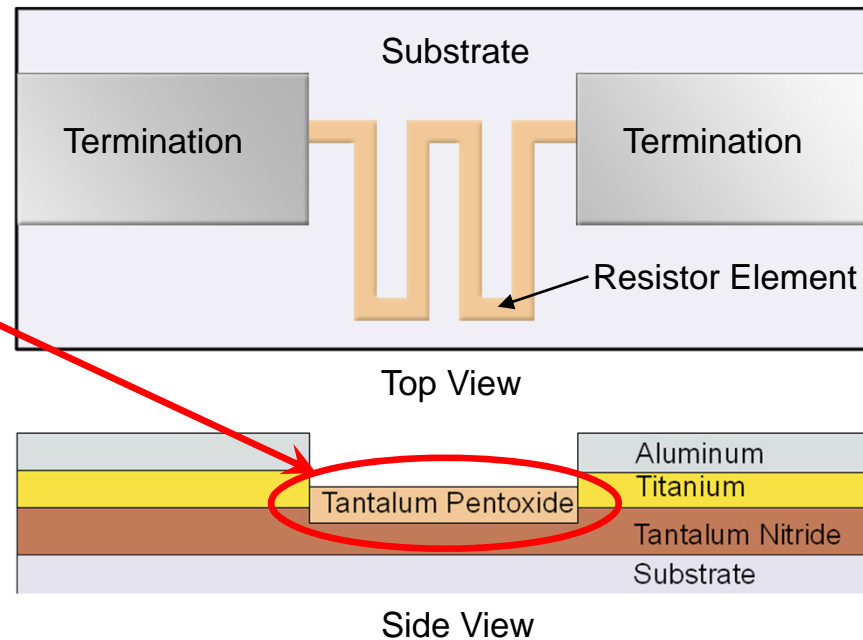 Substrate
Termination
Termination
Resistor Element
Top View
Aluminum
Titanium
Tantalum Pentoxide
Tantalum Nitride
Substrate
Side View